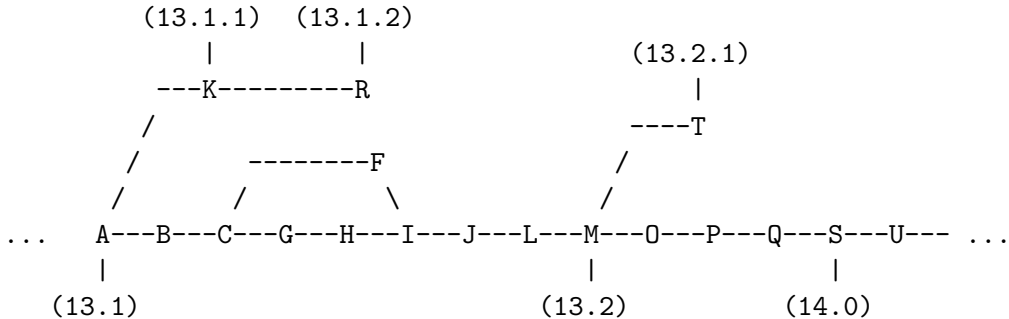 (13.1.1) (13.1.2)
(13.2.1)
---K---------R
----T
--------F
... A---B---C---G---H---I---J---L---M---O---P---Q---S---U--- ...
(13.1) (13.2) (14.0)